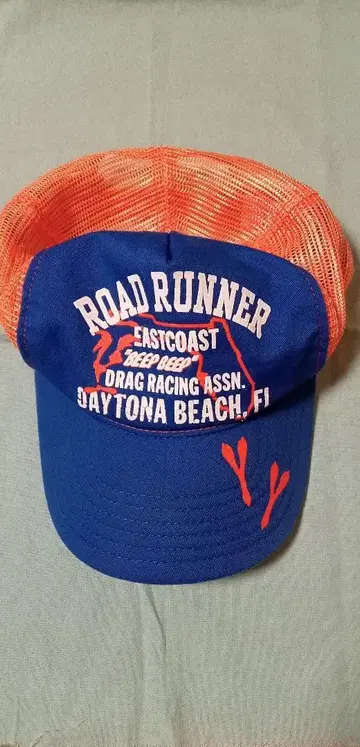 ROAD RUNNER
EASTCOAST
"BEEP BEEP"
DRAG RACING ASSN.
DAYTONA BEACH, FL